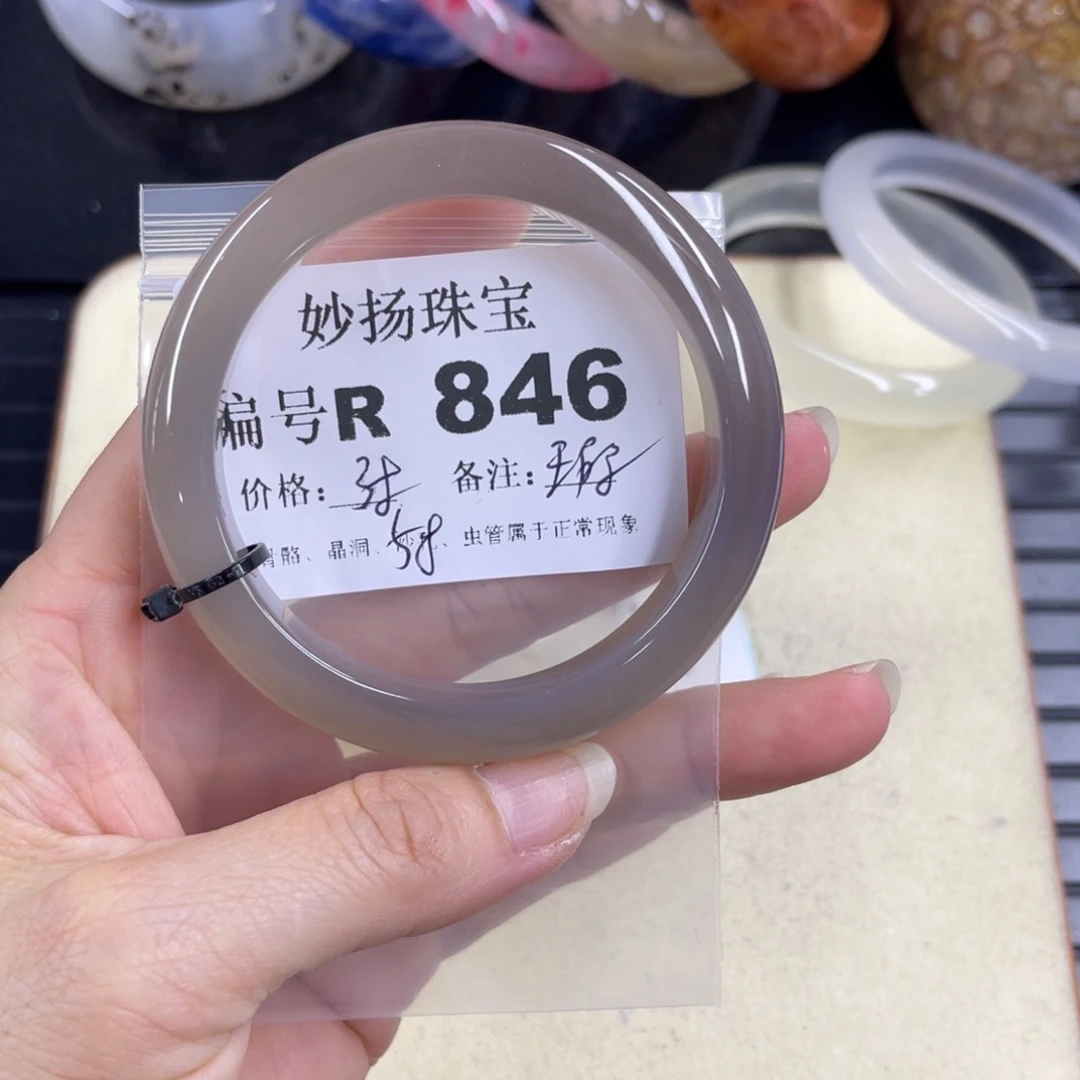 妙扬珠宝
编号R 846
价格： 备注：
、晶洞、 、虫管属于正常现象